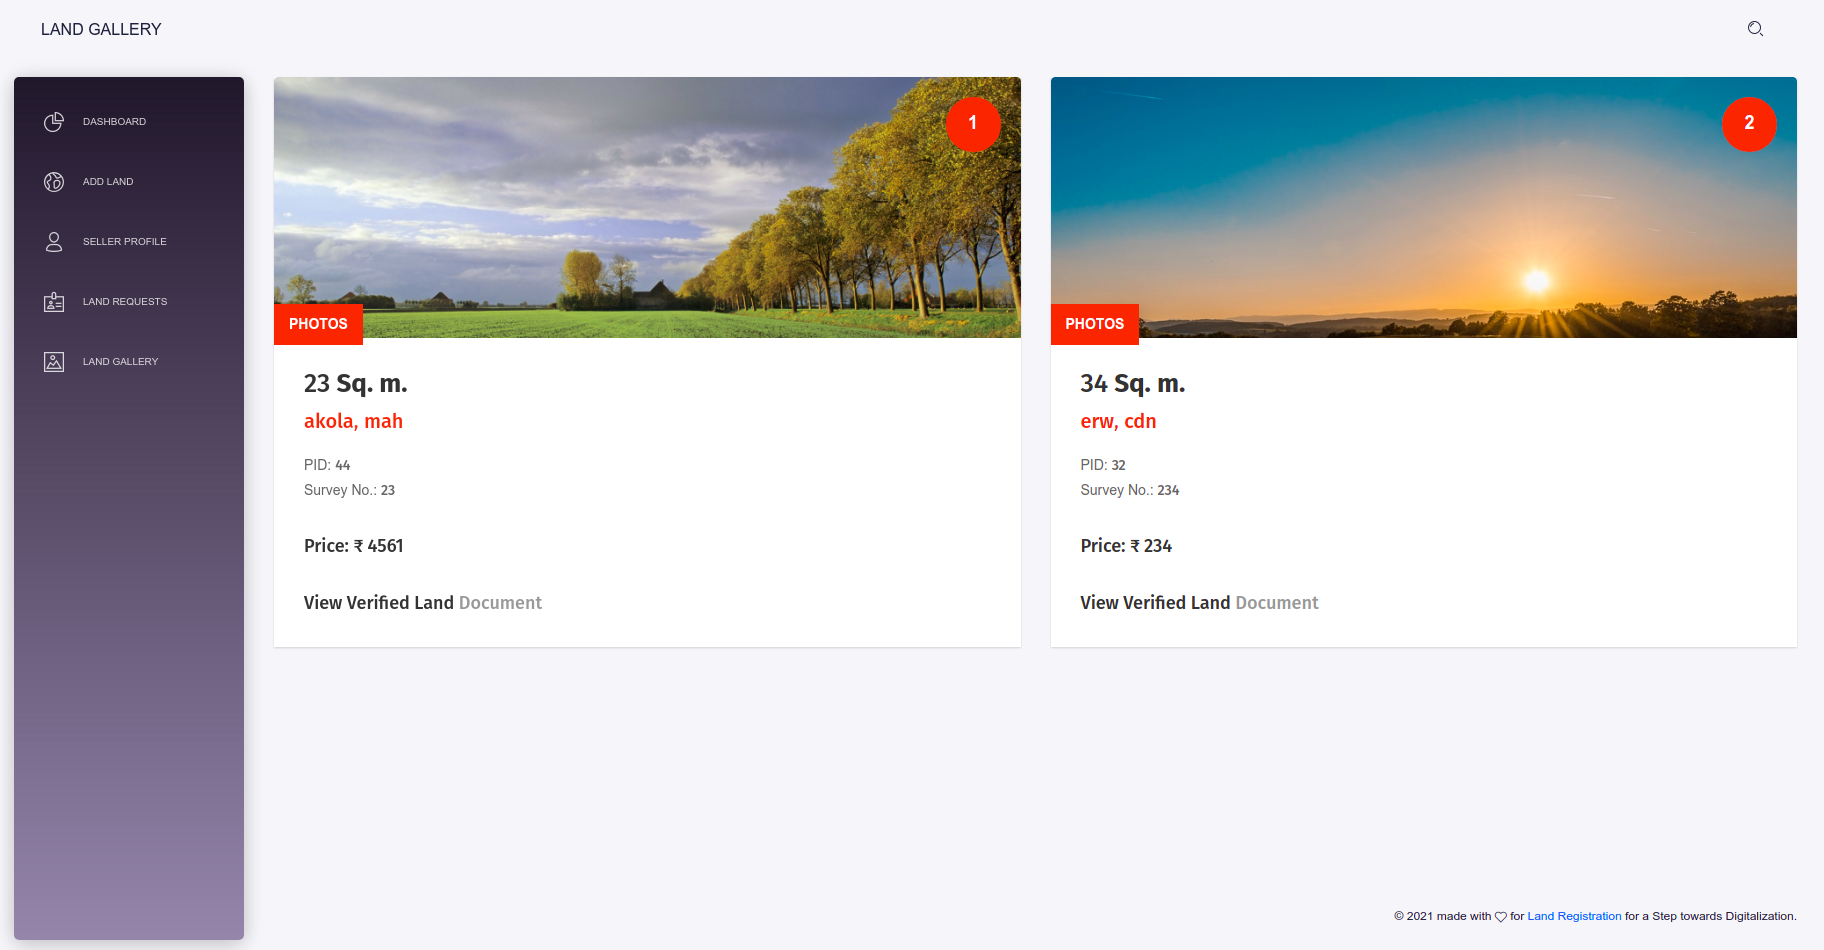 LAND GALLERY
DASHBOARD
ADD LAND
SELLER PROFILE
LAND REQUESTS
LAND GALLERY
1
PHOTOS
23 Sq. m.
akola, mah
PID: 44
Survey No.: 23
Price: ₹ 4561
View Verified Land Document
2
PHOTOS
34 Sq. m.
erw, cdn
PID: 32
Survey No.: 234
Price: ₹ 234
View Verified Land Document
© 2021 made with ♡ for Land Registration for a Step towards Digitalization.